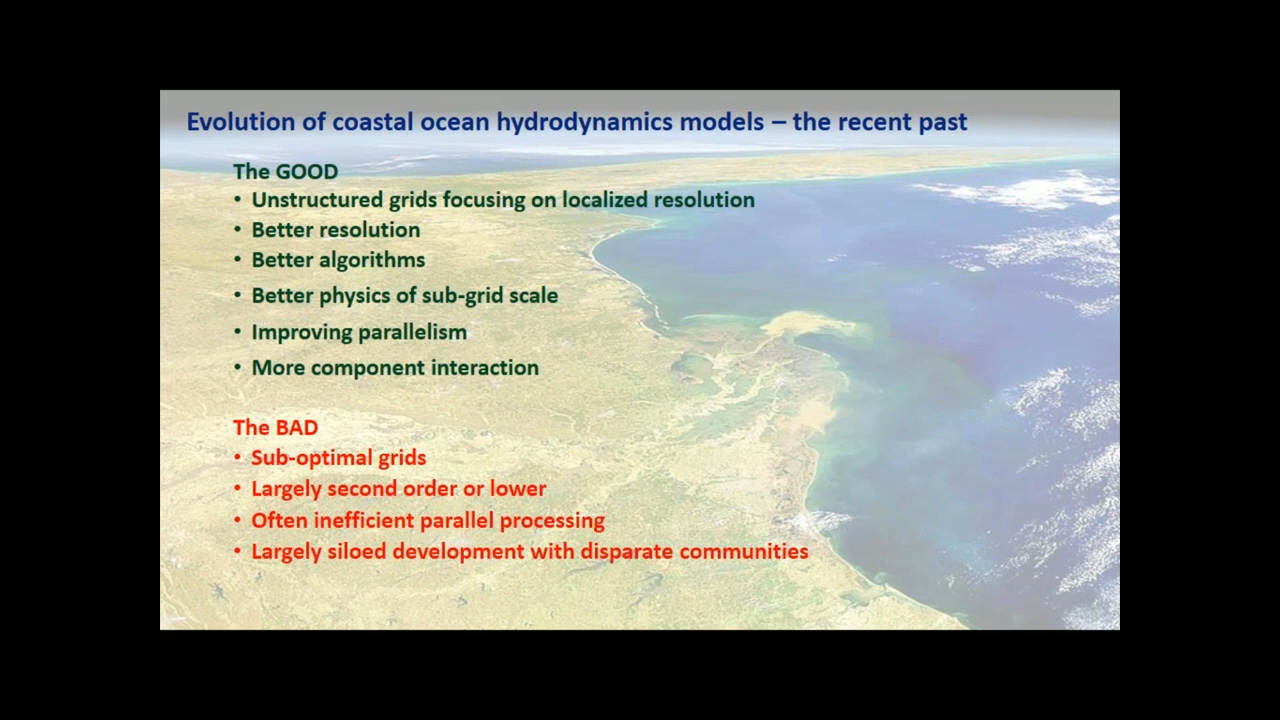 Evolution of coastal ocean hydrodynamics models – the recent past
The GOOD
• Unstructured grids focusing on localized resolution
• Better resolution
• Better algorithms
• Better physics of sub-grid scale
• Improving parallelism
• More component interaction
The BAD
• Sub-optimal grids
• Largely second order or lower
• Often inefficient parallel processing
• Largely siloed development with disparate communities